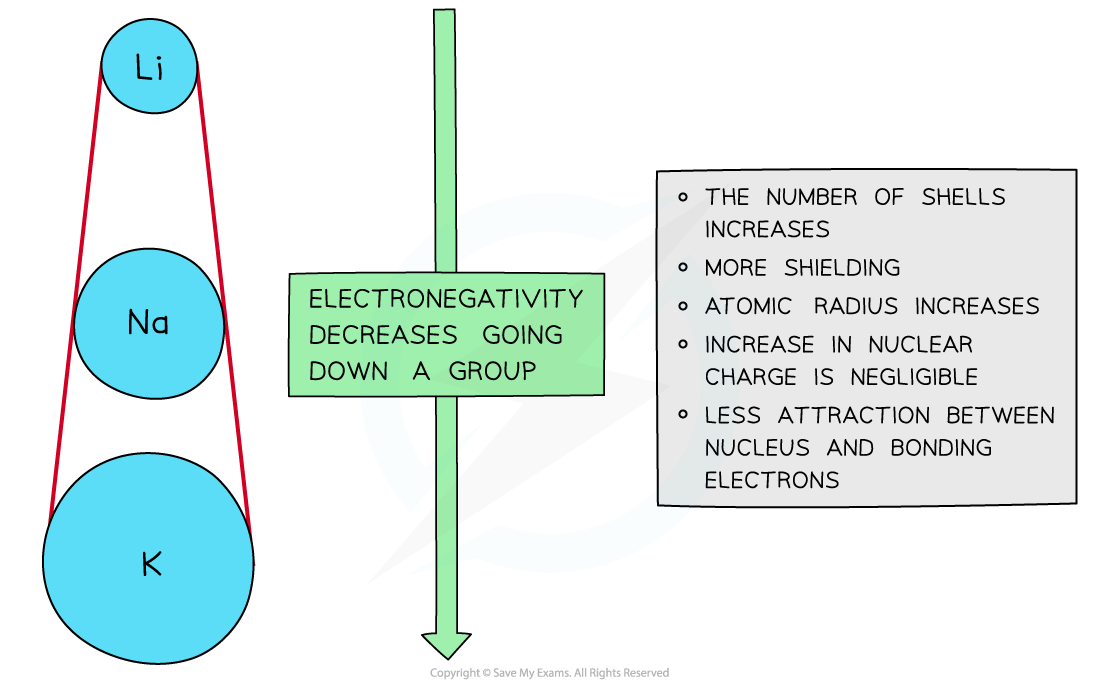 Li
Na
K
ELECTRONEGATIVITY
DECREASES GOING
DOWN A GROUP
◦ THE NUMBER OF SHELLS
INCREASES
◦ MORE SHIELDING
◦ ATOMIC RADIUS INCREASES
◦ INCREASE IN NUCLEAR
CHARGE IS NEGLIGIBLE
◦ LESS ATTRACTION BETWEEN
NUCLEUS AND BONDING
ELECTRONS
Copyright © Save My Exams. All Rights Reserved